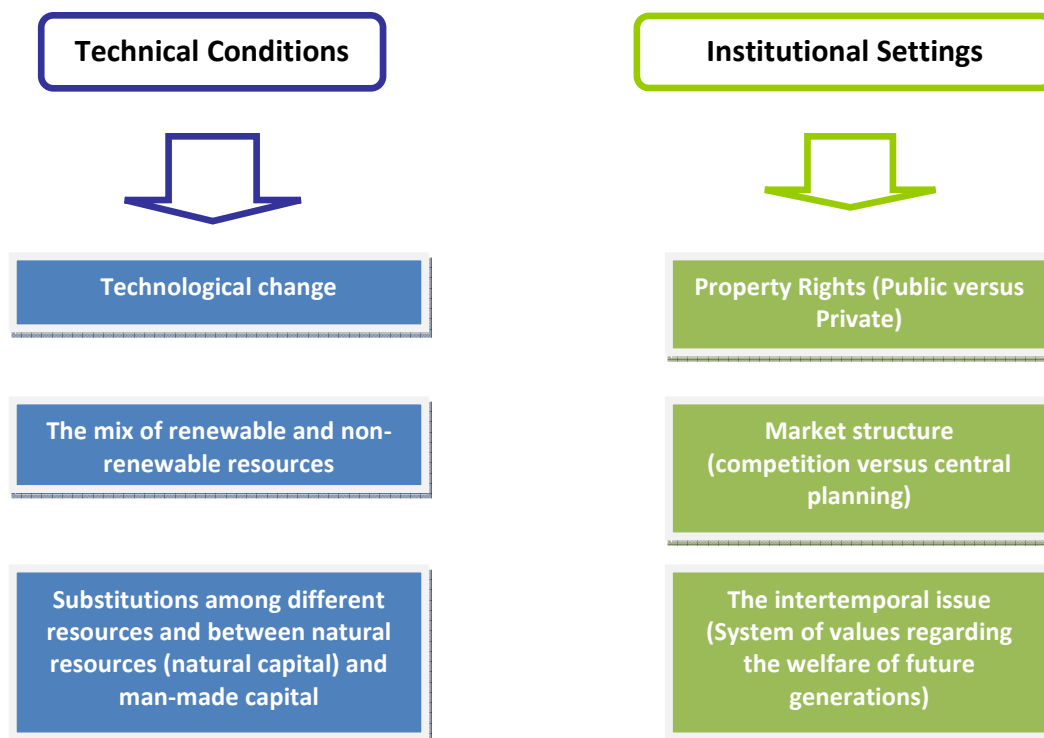 Technical Conditions
Technological change
The mix of renewable and non-
renewable resources
Substitutions among different
resources and between natural
resources (natural capital) and
man-made capital
Institutional Settings
Property Rights (Public versus
Private)
Market structure
(competition versus central
planning)
The intertemporal issue
(System of values regarding
the welfare of future
generations)